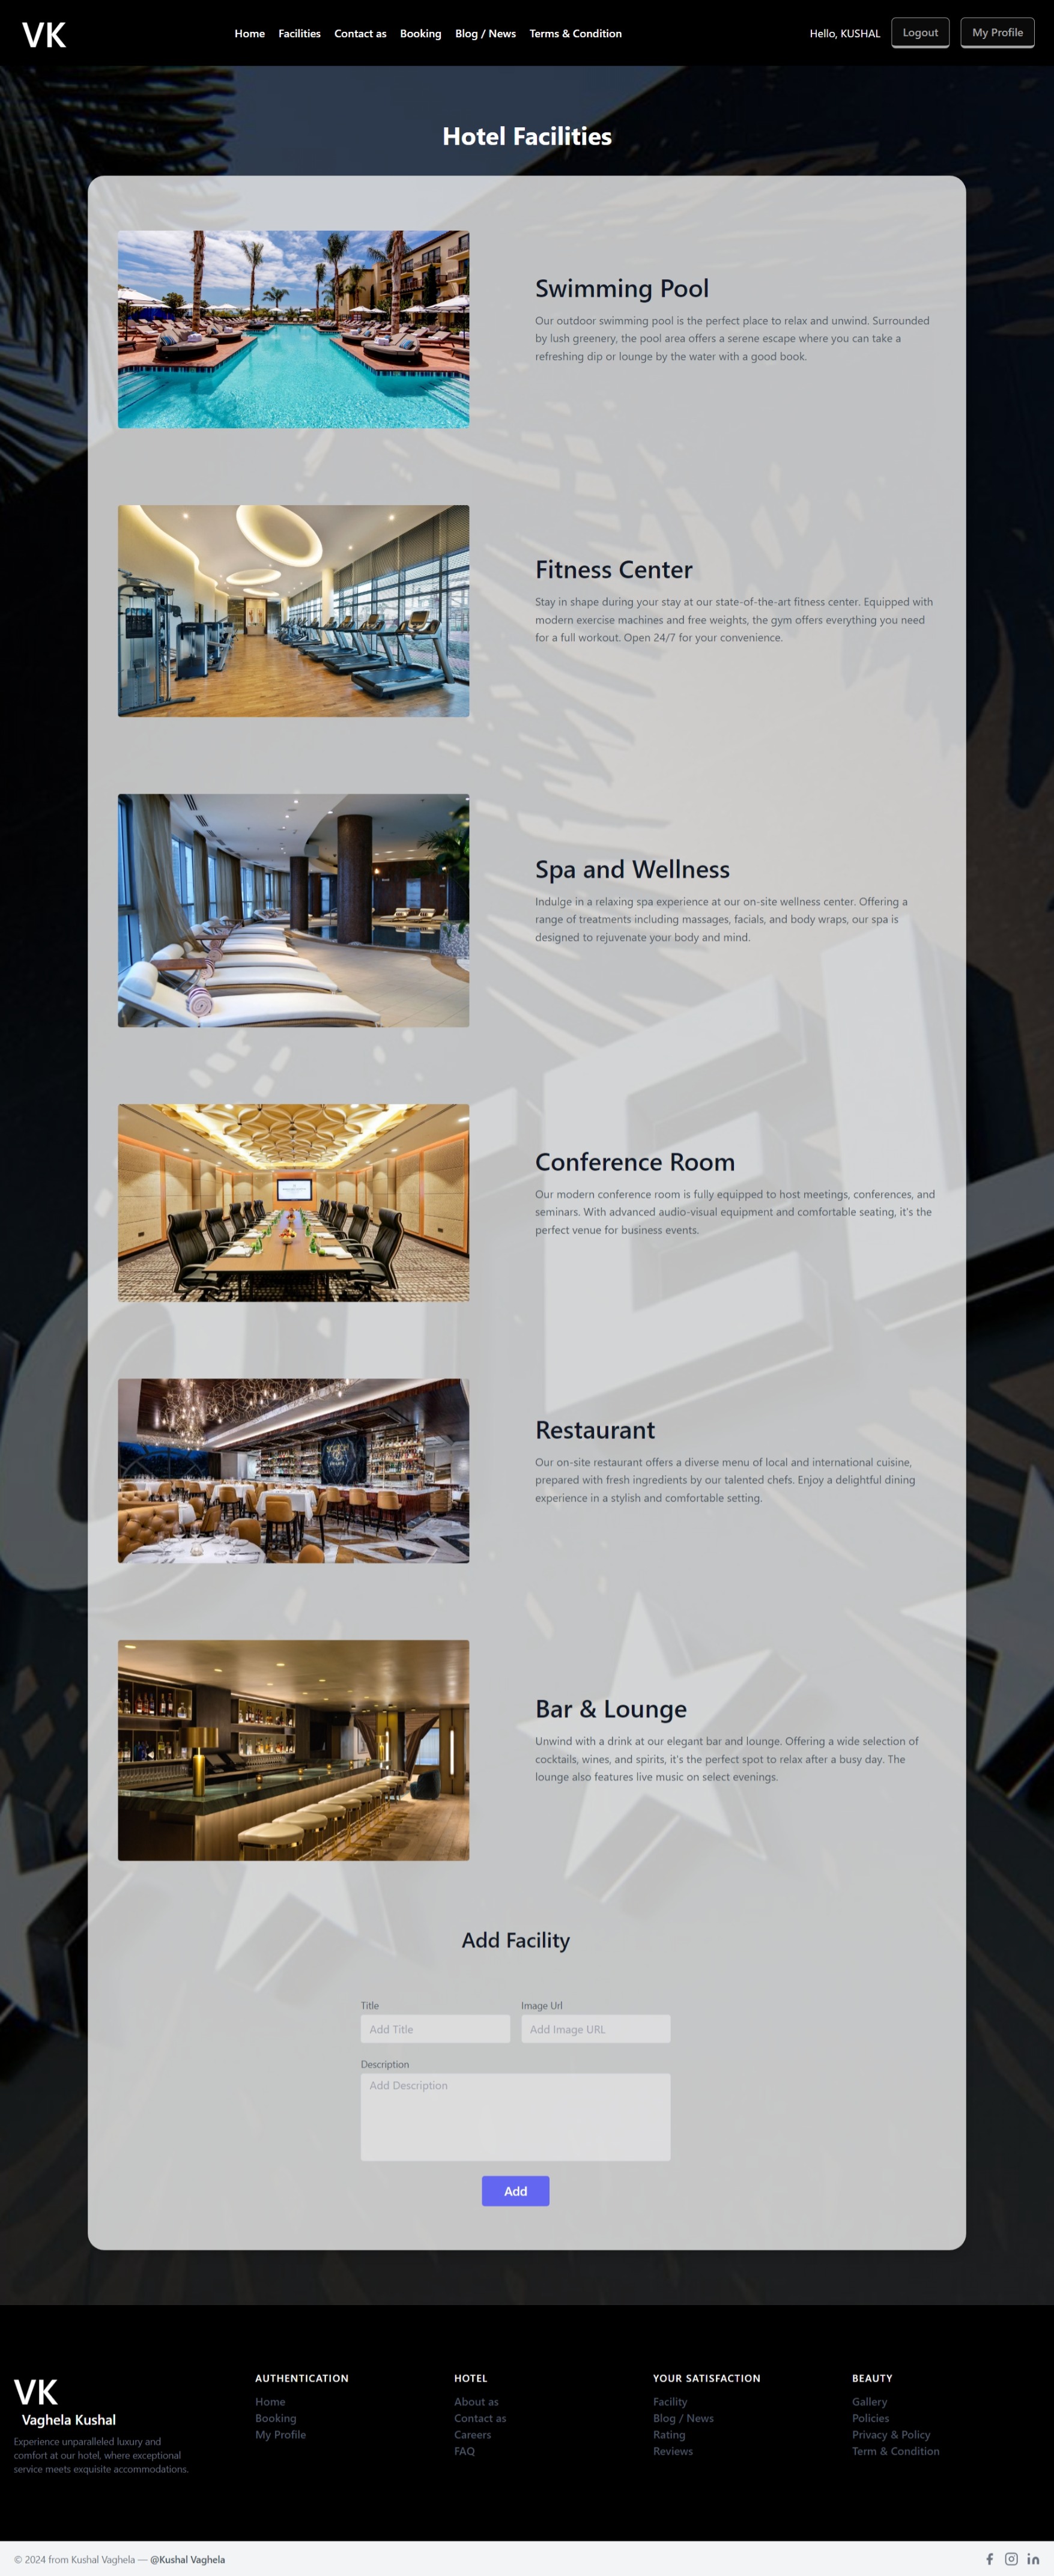 VK
Home Facilities Contact as Booking Blog / News Terms & Condition
Hello, KUSHAL Logout My Profile
Hotel Facilities
Swimming Pool
Our outdoor swimming pool is the perfect place to relax and unwind. Surrounded
by lush greenery, the pool area offers a serene escape where you can take a
refreshing dip or lounge by the water with a good book.
Fitness Center
Stay in shape during your stay at our state-of-the-art fitness center. Equipped with
modern exercise machines and free weights, the gym offers everything you need
for a full workout. Open 24/7 for your convenience.
Spa and Wellness
Indulge in a relaxing spa experience at our on-site wellness center. Offering a
range of treatments including massages, facials, and body wraps, our spa is
designed to rejuvenate your body and mind.
Conference Room
Our modern conference room is fully equipped to host meetings, conferences, and
seminars. With advanced audio-visual equipment and comfortable seating, it's the
perfect venue for business events.
Restaurant
Our on-site restaurant offers a diverse menu of local and international cuisine,
prepared with fresh ingredients by our talented chefs. Enjoy a delightful dining
experience in a stylish and comfortable setting.
Bar & Lounge
Unwind with a drink at our elegant bar and lounge. Offering a wide selection of
cocktails, wines, and spirits, it's the perfect spot to relax after a busy day. The
lounge also features live music on select evenings.
Add Facility
Title
Add Title
Image Url
Add Image URL
Description
Add Description
Add
VK
Vaghela Kushal
Experience unparalleled luxury and
comfort at our hotel, where exceptional
service meets exquisite accommodations.
AUTHENTICATION
Home
Booking
My Profile
HOTEL
About as
Contact as
Careers
FAQ
YOUR SATISFACTION
Facility
Blog / News
Rating
Reviews
BEAUTY
Gallery
Policies
Privacy & Policy
Term & Condition
© 2024 from Kushal Vaghela — @Kushal Vaghela